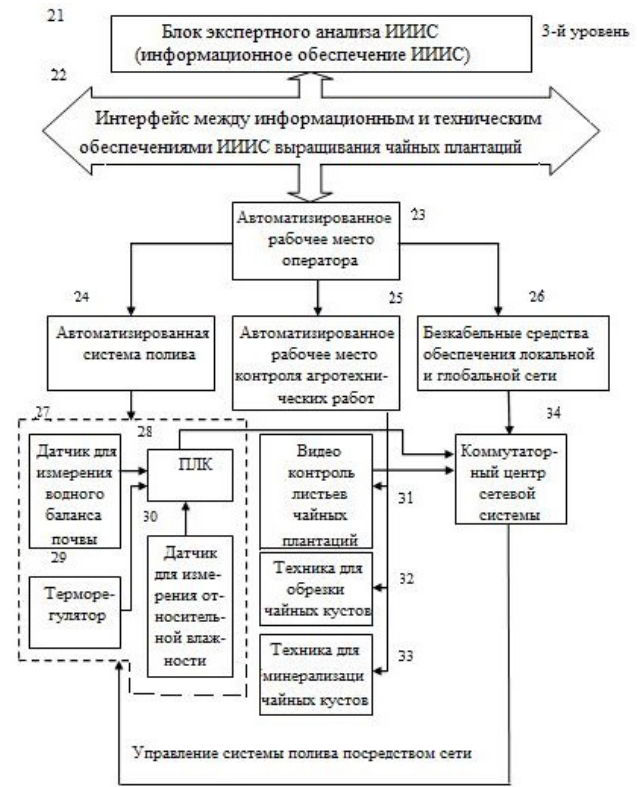 21
Блок экспертного анализа ИИИС
(информационное обеспечение ИИИС)
3-й уровень
22
Интерфейс между информационным и техническим
обеспечениями ИИИС выращивания чайных плантаций
Автоматизированное
рабочее место
оператора
23
24
25
26
Автоматизированная
система полива
Автоматизированное
рабочее место
контроля агротехни-
ческих работ
Безкабельные средства
обеспечения локальной
и глобальной сети
27
28
34
Датчик для
измерения
водного
баланса
почвы
ПЛК
Видео
контроль
листьев
чайных
плантаций
Коммутатор-
ный центр
сетевой
системы
30
31
29
Терморе-
гулятор
Датчик
для изме-
рения от-
носитель-
ной влаж-
ности
Техника для
обрезки
чайных кустов
32
Техника для
минерализаци
чайных кустов
33
Управление системы полива посредством сети